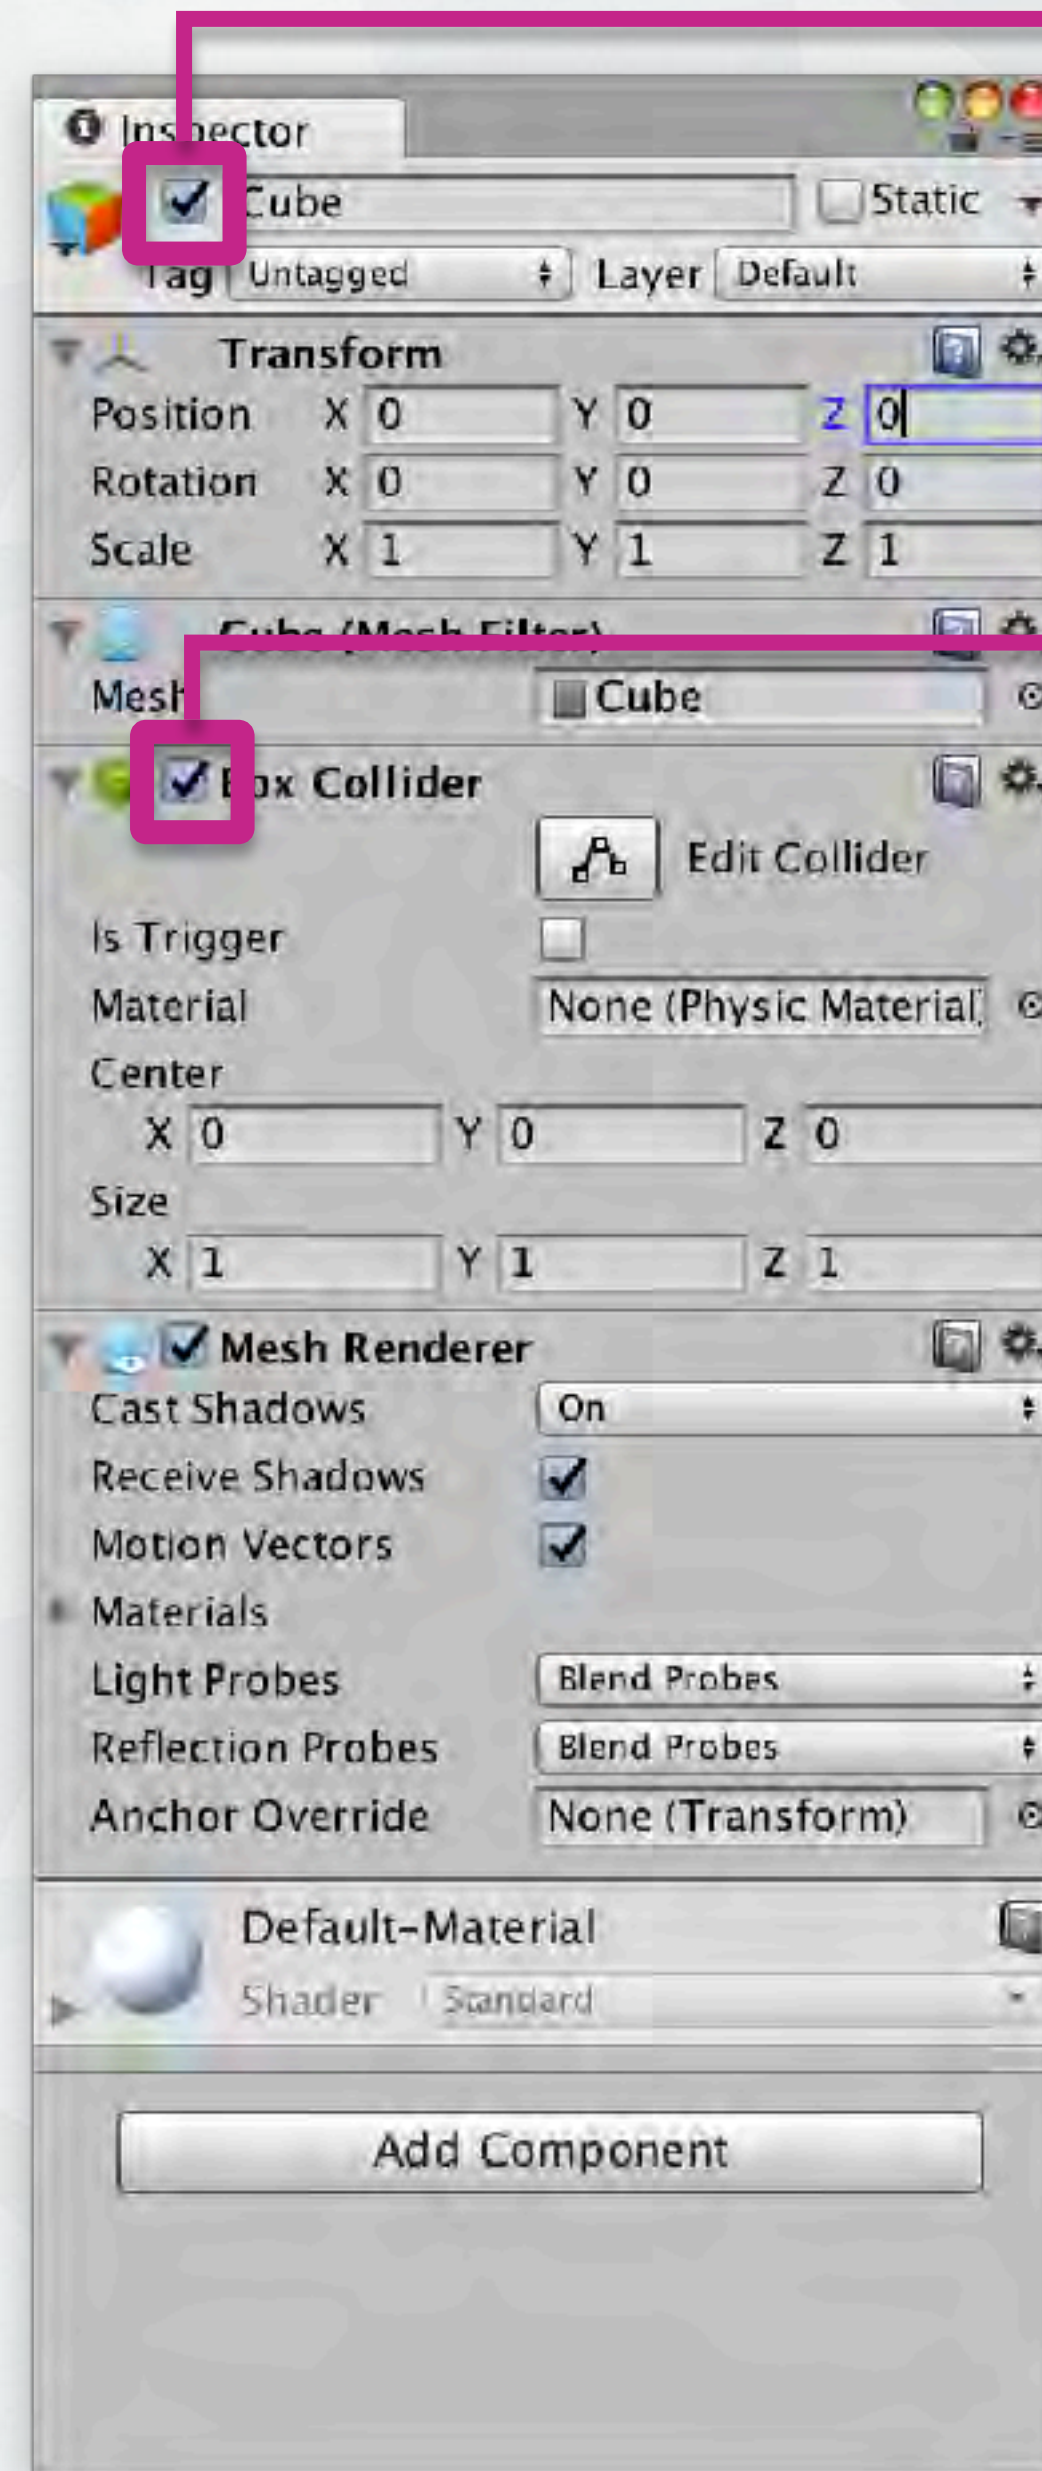 Inspector
Cube Static
Tag Untagged Layer Default
Transform
Position X 0 Y 0 Z 0
Rotation X 0 Y 0 Z 0
Scale X 1 Y 1 Z 1
Cube (Mesh Filter)
Mesh Cube
Box Collider
Edit Collider
Is Trigger
Material None (Physic Material)
Center
X 0 Y 0 Z 0
Size
X 1 Y 1 Z 1
Mesh Renderer
Cast Shadows On
Receive Shadows
Motion Vectors
Materials
Light Probes Blend Probes
Reflection Probes Blend Probes
Anchor Override None (Transform)
Default-Material
Shader Standard
Add Component